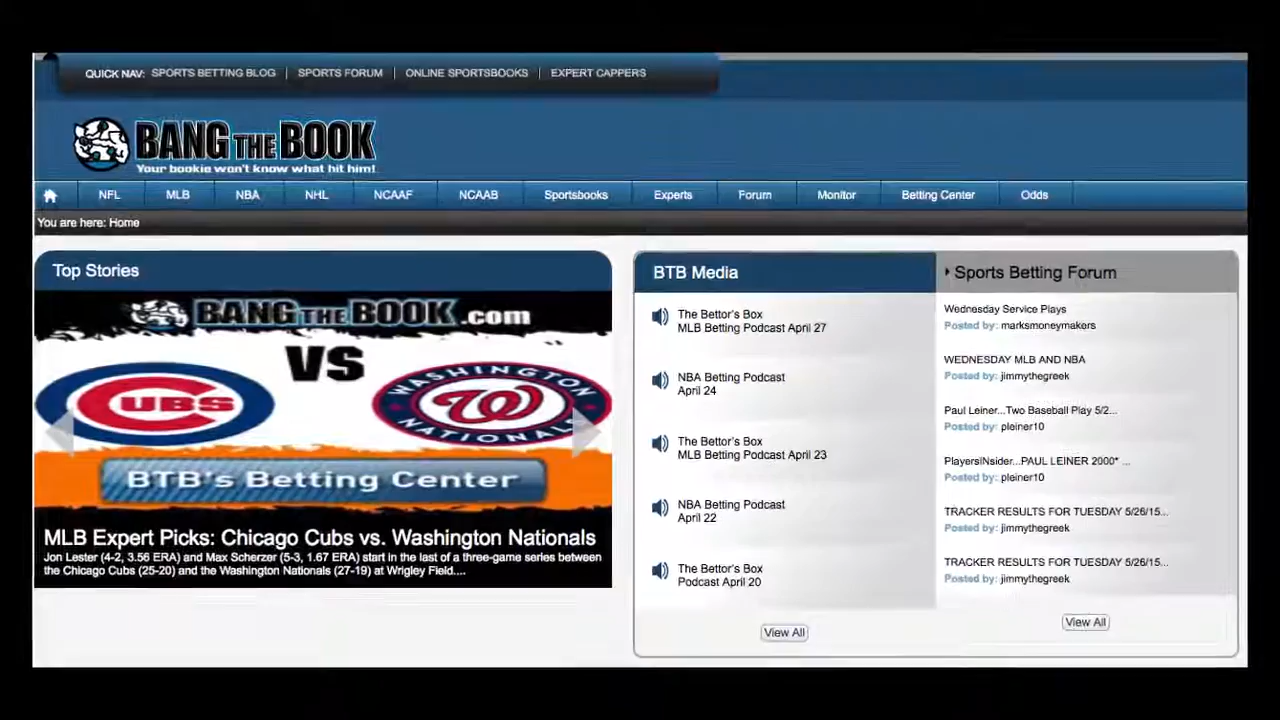 QUICK NAV: SPORTS BETTING BLOG | SPORTS FORUM | ONLINE SPORTSBOOKS | EXPERT CAPPERS
BANG THE BOOK
Your bookie won't know what hit him!
NFL MLB NBA NHL NCAAF NCAAB Sportsbooks Experts Forum Monitor Betting Center Odds
You are here: Home
Top Stories
BANG THE BOOK.com
VS
CUBS
WASHINGTON
W
NATIONALS
BTB's Betting Center
MLB Expert Picks: Chicago Cubs vs. Washington Nationals
Jon Lester (4-2, 3.56 ERA) and Max Scherzer (5-3, 1.67 ERA) start in the last of a three-game series between
the Chicago Cubs (25-20) and the Washington Nationals (27-19) at Wrigley Field....
BTB Media
The Bettor's Box
MLB Betting Podcast April 27
NBA Betting Podcast
April 24
The Bettor's Box
MLB Betting Podcast April 23
NBA Betting Podcast
April 22
The Bettor's Box
Podcast April 20
View All
Sports Betting Forum
Wednesday Service Plays
Posted by: marksmoneymakers
WEDNESDAY MLB AND NBA
Posted by: jimmythegreek
Paul Leiner...Two Baseball Play 5/2...
Posted by: pleiner10
PlayersINsider...PAUL LEINER 2000* ...
Posted by: pleiner10
TRACKER RESULTS FOR TUESDAY 5/26/15...
Posted by: jimmythegreek
TRACKER RESULTS FOR TUESDAY 5/26/15...
Posted by: jimmythegreek
View All